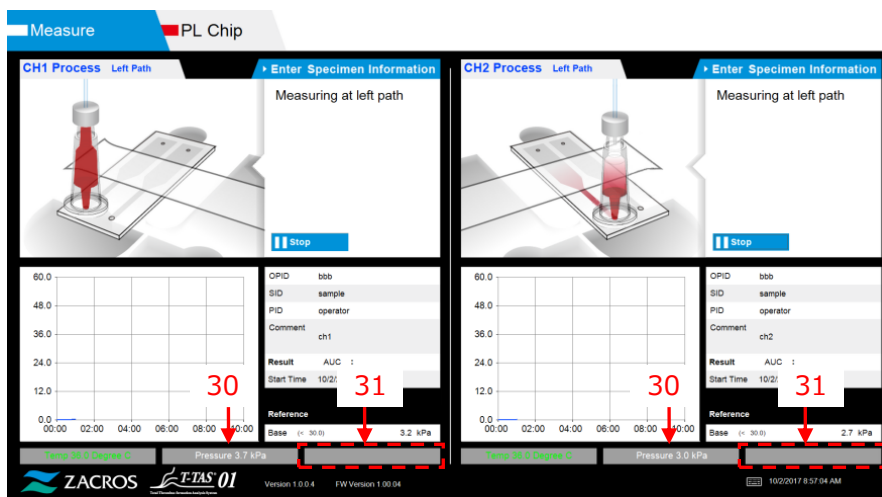 Measure
PL Chip
CH1 Process Left Path
Enter Specimen Information
Measuring at left path
Stop
60.0
48.0
36.0
24.0
12.0
0.0
00:00 02:00 04:00 06:00 08:00 10:00
OPID bbb
SID sample
PID operator
Comment ch1
Result AUC :
Start Time 10/2/
Reference
Base (< 30.0) 3.2 kPa
30
31
Pressure 3.7 kPa
CH2 Process Left Path
Enter Specimen Information
Measuring at left path
Stop
60.0
48.0
36.0
24.0
12.0
0.0
00:00 02:00 04:00 06:00 08:00 10:00
OPID bbb
SID sample
PID operator
Comment ch2
Result AUC :
Start Time 10/2/
Reference
Base (< 30.0) 2.7 kPa
30
31
Pressure 3.0 kPa
ZACROS T-TAS 01
Total Thrombus-formation Analysis System
Version 1.0.0.4 FW Version 1.00.04
10/2/2017 8:57:04 AM